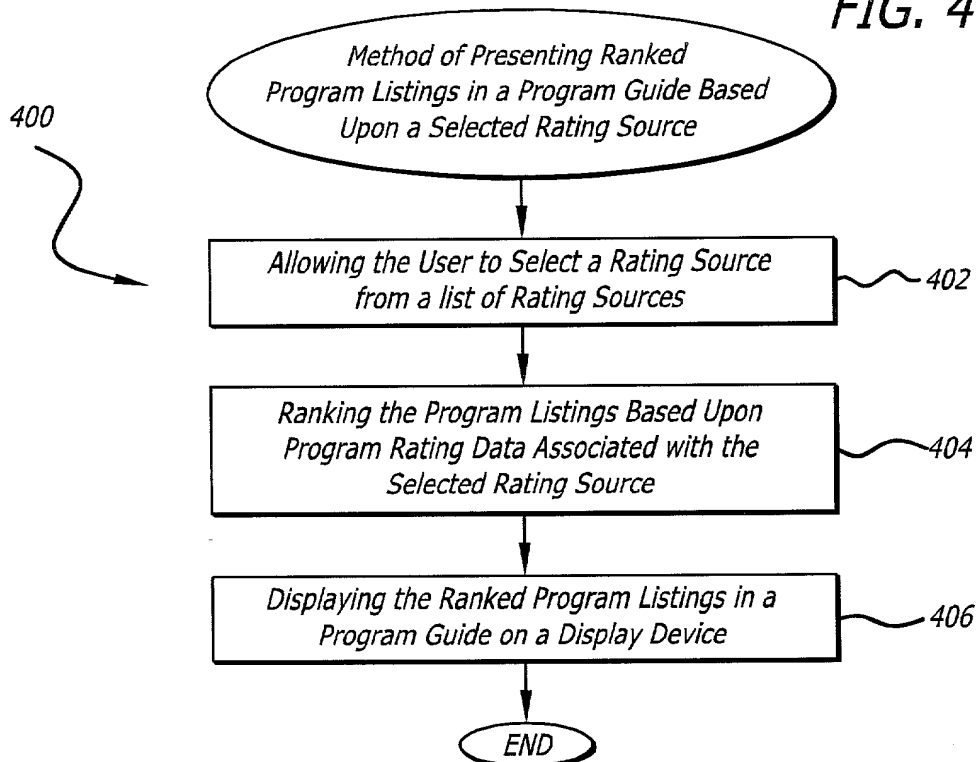 FIG. 4
Method of Presenting Ranked
Program Listings in a Program Guide Based
Upon a Selected Rating Source
400
Allowing the User to Select a Rating Source
from a list of Rating Sources
402
Ranking the Program Listings Based Upon
Program Rating Data Associated with the
Selected Rating Source
404
Displaying the Ranked Program Listings in a
Program Guide on a Display Device
406
END